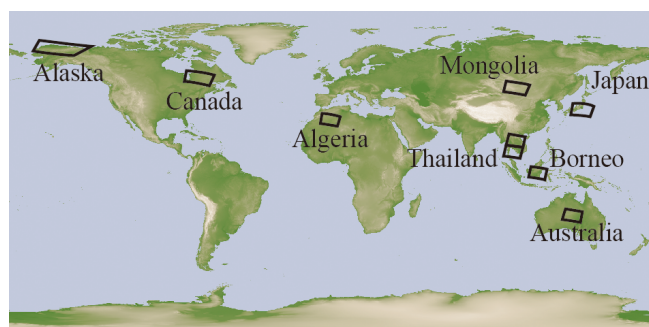 Alaska
Canada
Mongolia
Japan
Algeria
Thailand
Borneo
Australia